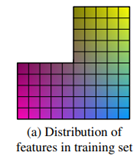 (a) Distribution of
features in training set